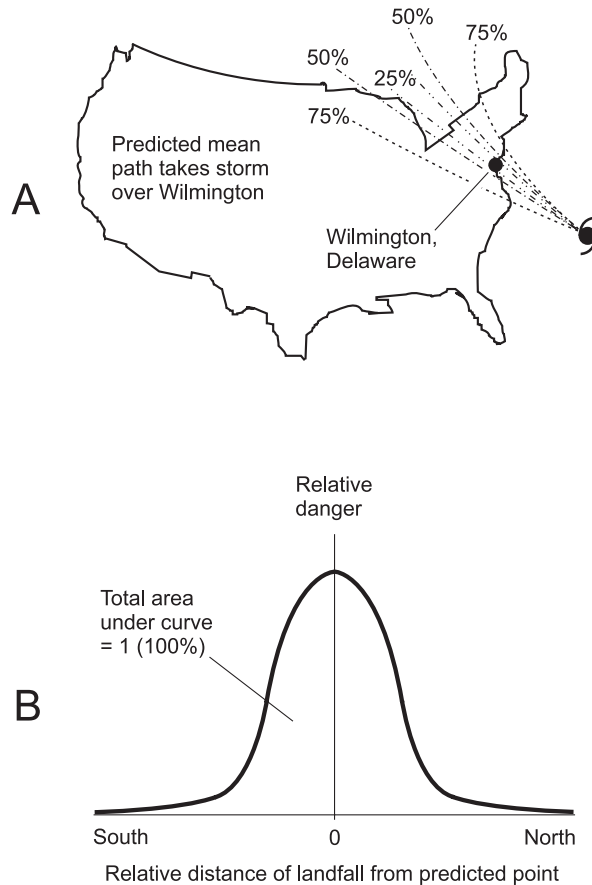 50%
75%
50%
25%
75%
Predicted mean
path takes storm
over Wilmington
A
Wilmington,
Delaware
Relative
danger
Total area
under curve
= 1 (100%)
B
South
0
North
Relative distance of landfall from predicted point